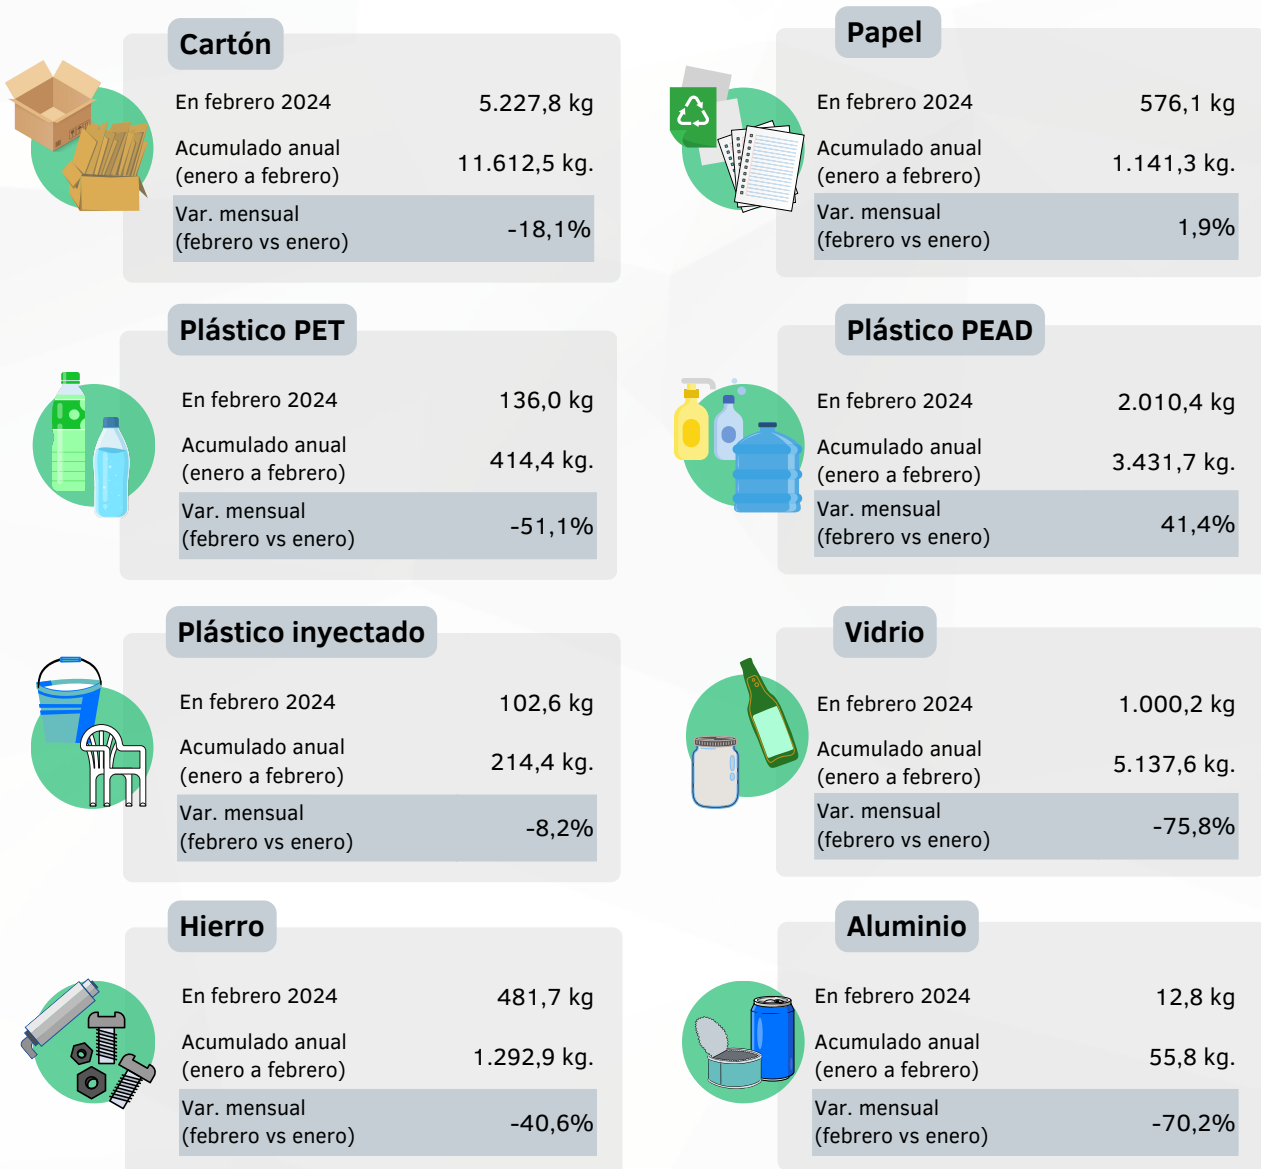 Cartón
En febrero 2024 5.227,8 kg
Acumulado anual
(enero a febrero) 11.612,5 kg.
Var. mensual
(febrero vs enero) -18,1%
Papel
En febrero 2024 576,1 kg
Acumulado anual
(enero a febrero) 1.141,3 kg.
Var. mensual
(febrero vs enero) 1,9%
Plástico PET
En febrero 2024 136,0 kg
Acumulado anual
(enero a febrero) 414,4 kg.
Var. mensual
(febrero vs enero) -51,1%
Plástico PEAD
En febrero 2024 2.010,4 kg
Acumulado anual
(enero a febrero) 3.431,7 kg.
Var. mensual
(febrero vs enero) 41,4%
Plástico inyectado
En febrero 2024 102,6 kg
Acumulado anual
(enero a febrero) 214,4 kg.
Var. mensual
(febrero vs enero) -8,2%
Vidrio
En febrero 2024 1.000,2 kg
Acumulado anual
(enero a febrero) 5.137,6 kg.
Var. mensual
(febrero vs enero) -75,8%
Hierro
En febrero 2024 481,7 kg
Acumulado anual
(enero a febrero) 1.292,9 kg.
Var. mensual
(febrero vs enero) -40,6%
Aluminio
En febrero 2024 12,8 kg
Acumulado anual
(enero a febrero) 55,8 kg.
Var. mensual
(febrero vs enero) -70,2%